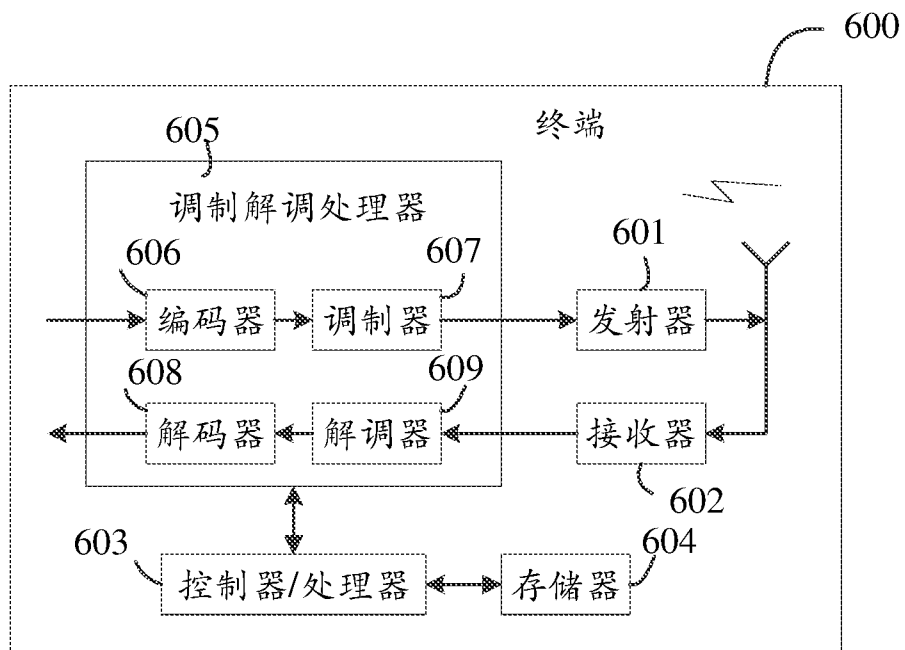 600
终端
605
调制解调处理器
606
607
601
编码器
调制器
发射器
608
609
解码器
解调器
接收器
602
603
604
控制器/处理器
存储器